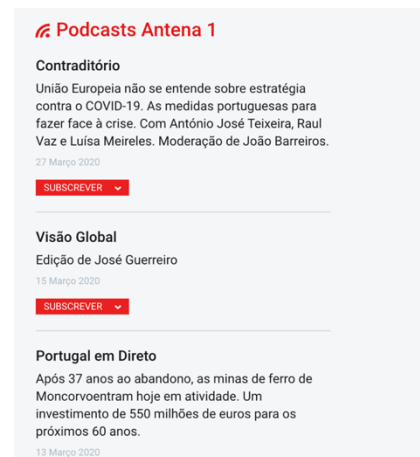 Podcasts Antena 1
Contraditório
União Europeia não se entende sobre estratégia
contra o COVID-19. As medidas portuguesas para
fazer face à crise. Com António José Teixeira, Raul
Vaz e Luísa Meireles. Moderação de João Barreiros.
27 Março 2020
SUBSCREVER
Visão Global
Edição de José Guerreiro
15 Março 2020
SUBSCREVER
Portugal em Direto
Após 37 anos ao abandono, as minas de ferro de
Moncorvoentram hoje em atividade. Um
investimento de 550 milhões de euros para os
próximos 60 anos.
13 Março 2020